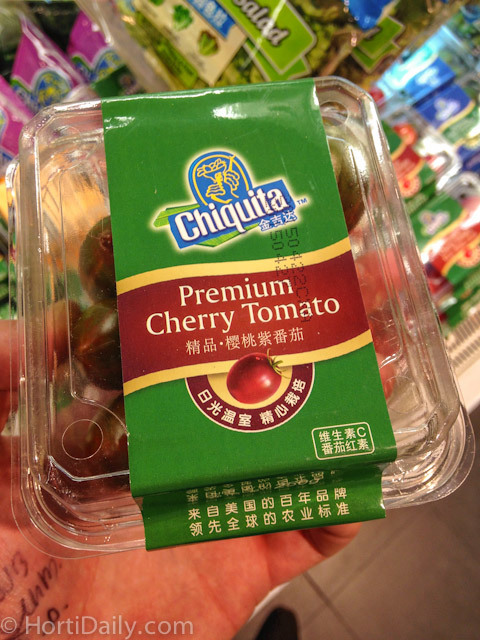 Salad
Chiquita™
金吉达
Premium
Cherry Tomato
精品·樱桃紫番茄
日光温室 精心栽培
维生素C
番茄红素
来自美国的百年品牌
领先全球的农业标准
© HortiDaily.com